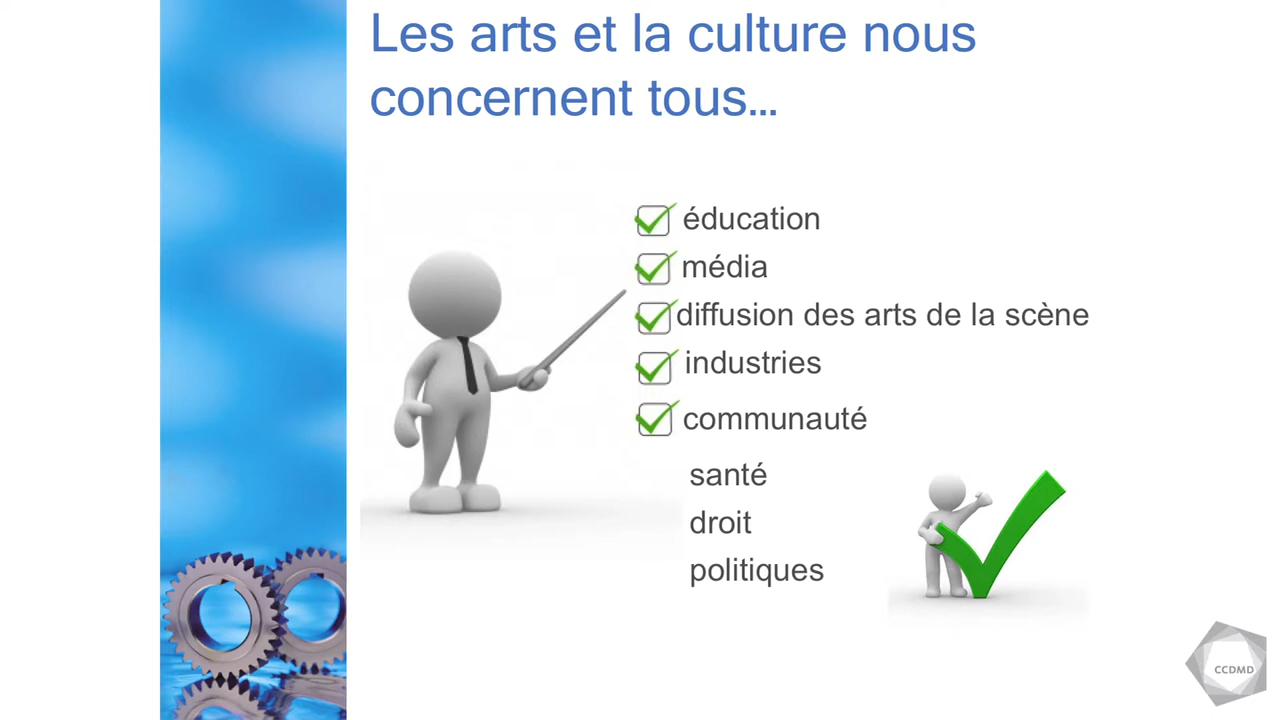 Les arts et la culture nous
concernent tous...
éducation
média
diffusion des arts de la scène
industries
communauté
santé
droit
politiques
CCDMD